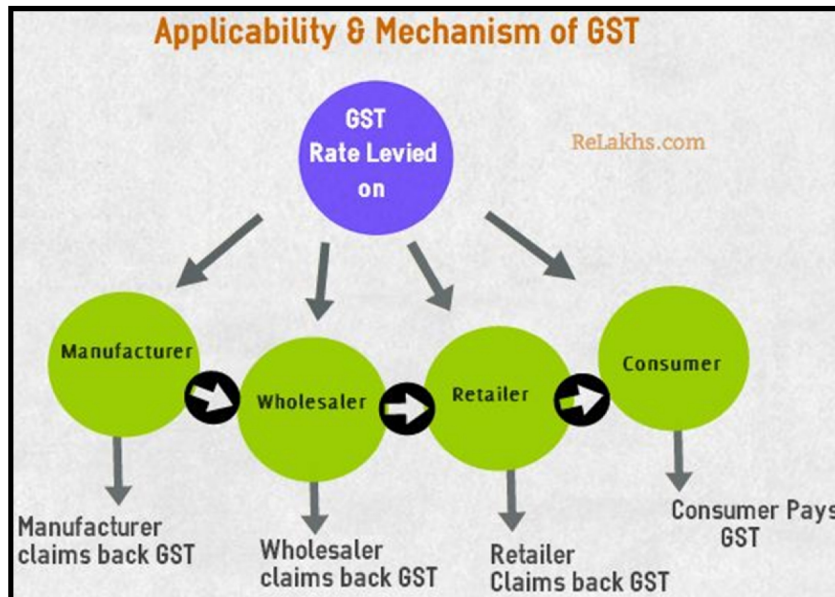 Applicability & Mechanism of GST
GST
Rate Levied
on
ReLakhs.com
Manufacturer
Wholesaler
Retailer
Consumer
Manufacturer
claims back GST
Wholesaler
claims back GST
Retailer
Claims back GST
Consumer Pays
GST